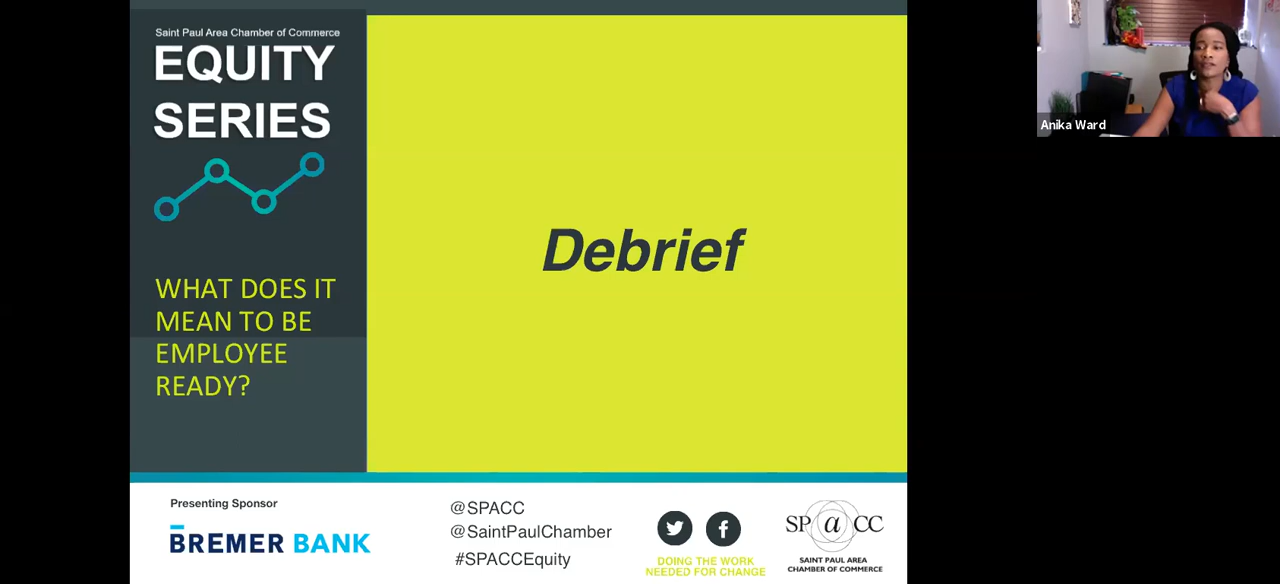 Saint Paul Area Chamber of Commerce
EQUITY
SERIES
WHAT DOES IT
MEAN TO BE
EMPLOYEE
READY?
Debrief
Anika Ward
Presenting Sponsor
BREMER BANK
@SPACC
@SaintPaulChamber
#SPACCEquity
DOING THE WORK
NEEDED FOR CHANGE
SPaCC
SAINT PAUL AREA
CHAMBER OF COMMERCE